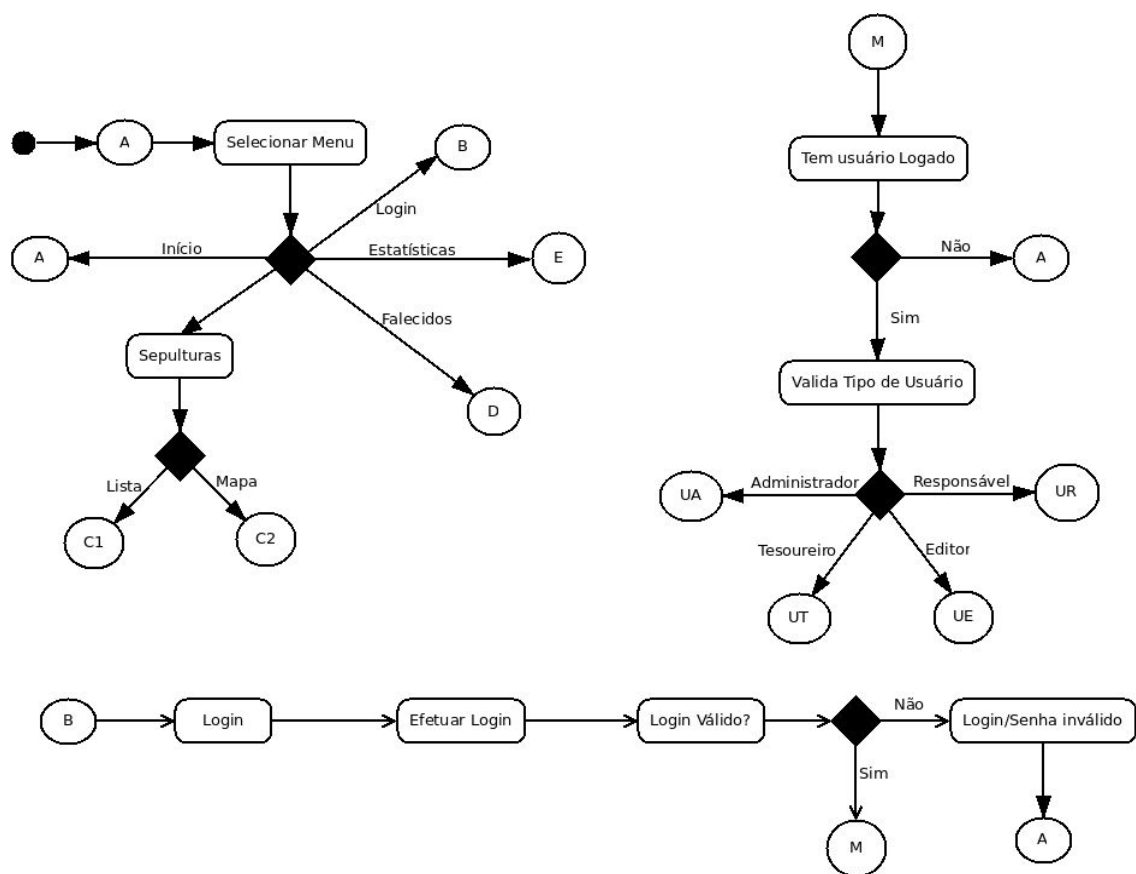 A
Selecionar Menu
B
Login
Início
A
Estatísticas
E
Falecidos
Sepulturas
D
Lista
Mapa
C1
C2
M
Tem usuário Logado
Não
A
Sim
Valida Tipo de Usuário
Administrador
Responsável
UA
UR
Tesoureiro
Editor
UT
UE
B
Login
Efetuar Login
Login Válido?
Não
Login/Senha inválido
Sim
M
A